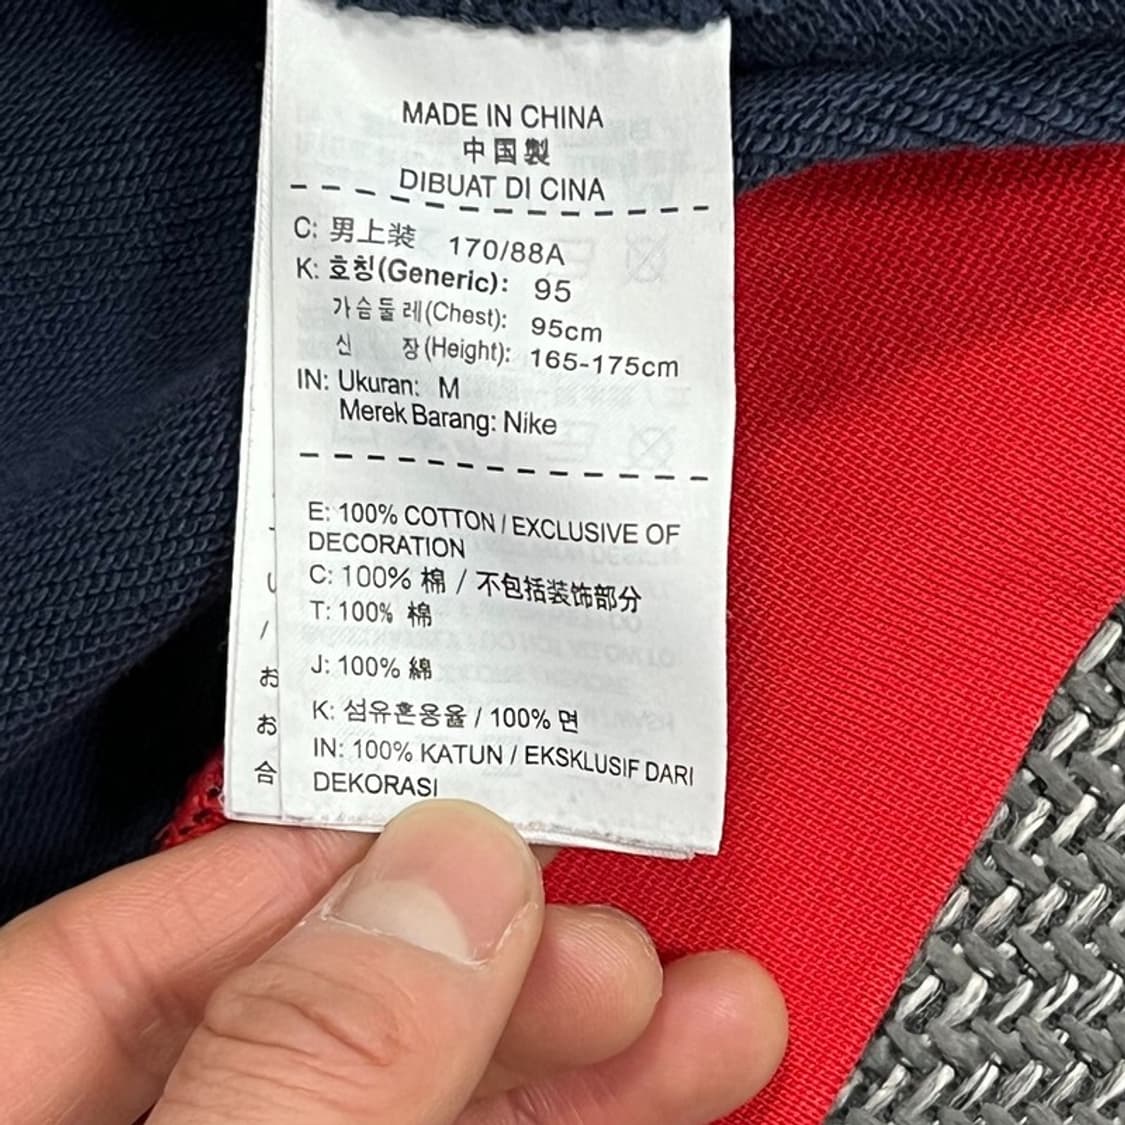 MADE IN CHINA
中国製
DIBUAT DI CINA
C: 男上装 170/88A
K: 호칭(Generic): 95
가슴둘레(Chest): 95cm
신 장(Height): 165-175cm
IN: Ukuran: M
Merek Barang: Nike
E: 100% COTTON / EXCLUSIVE OF
DECORATION
C: 100% 棉 / 不包括装饰部分
T: 100% 棉
J: 100% 綿
K: 섬유혼용율 / 100% 면
IN: 100% KATUN / EKSKLUSIF DARI
DEKORASI
/
お
お
合